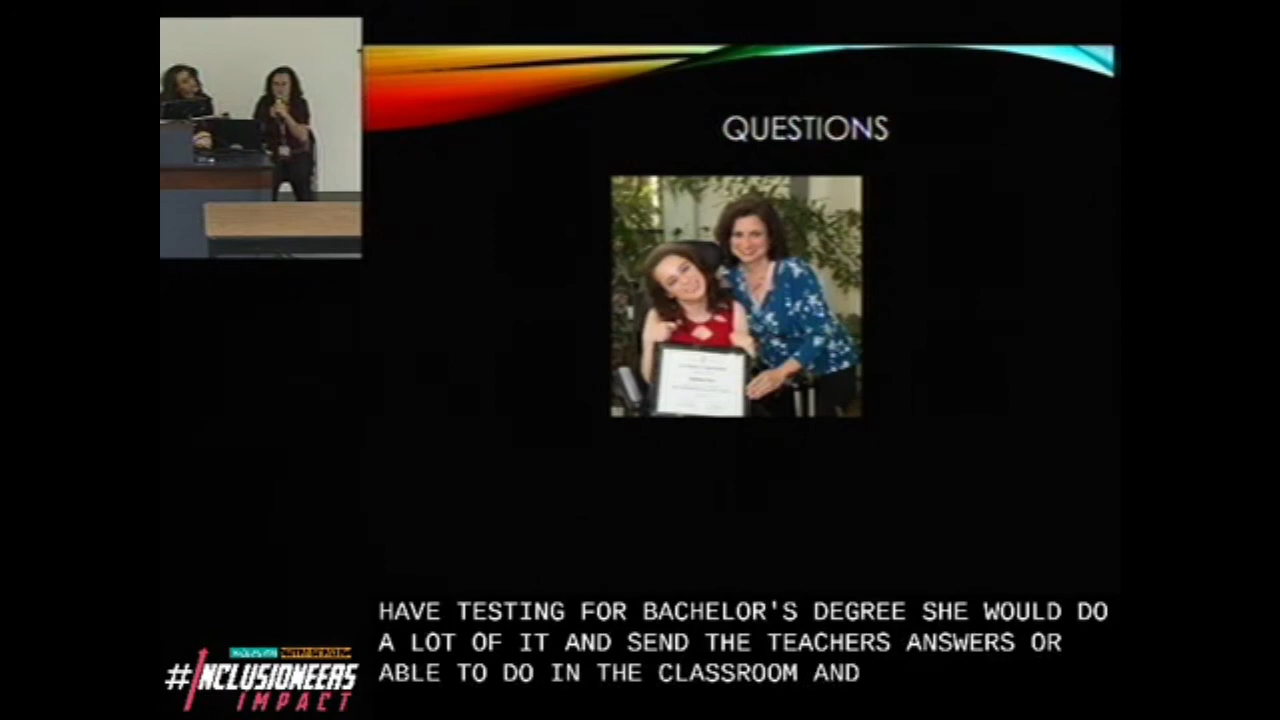 QUESTIONS
HAVE TESTING FOR BACHELOR'S DEGREE SHE WOULD DO
A LOT OF IT AND SEND THE TEACHERS ANSWERS OR
ABLE TO DO IN THE CLASSROOM AND
#INCLUSIONEERS
IMPACT